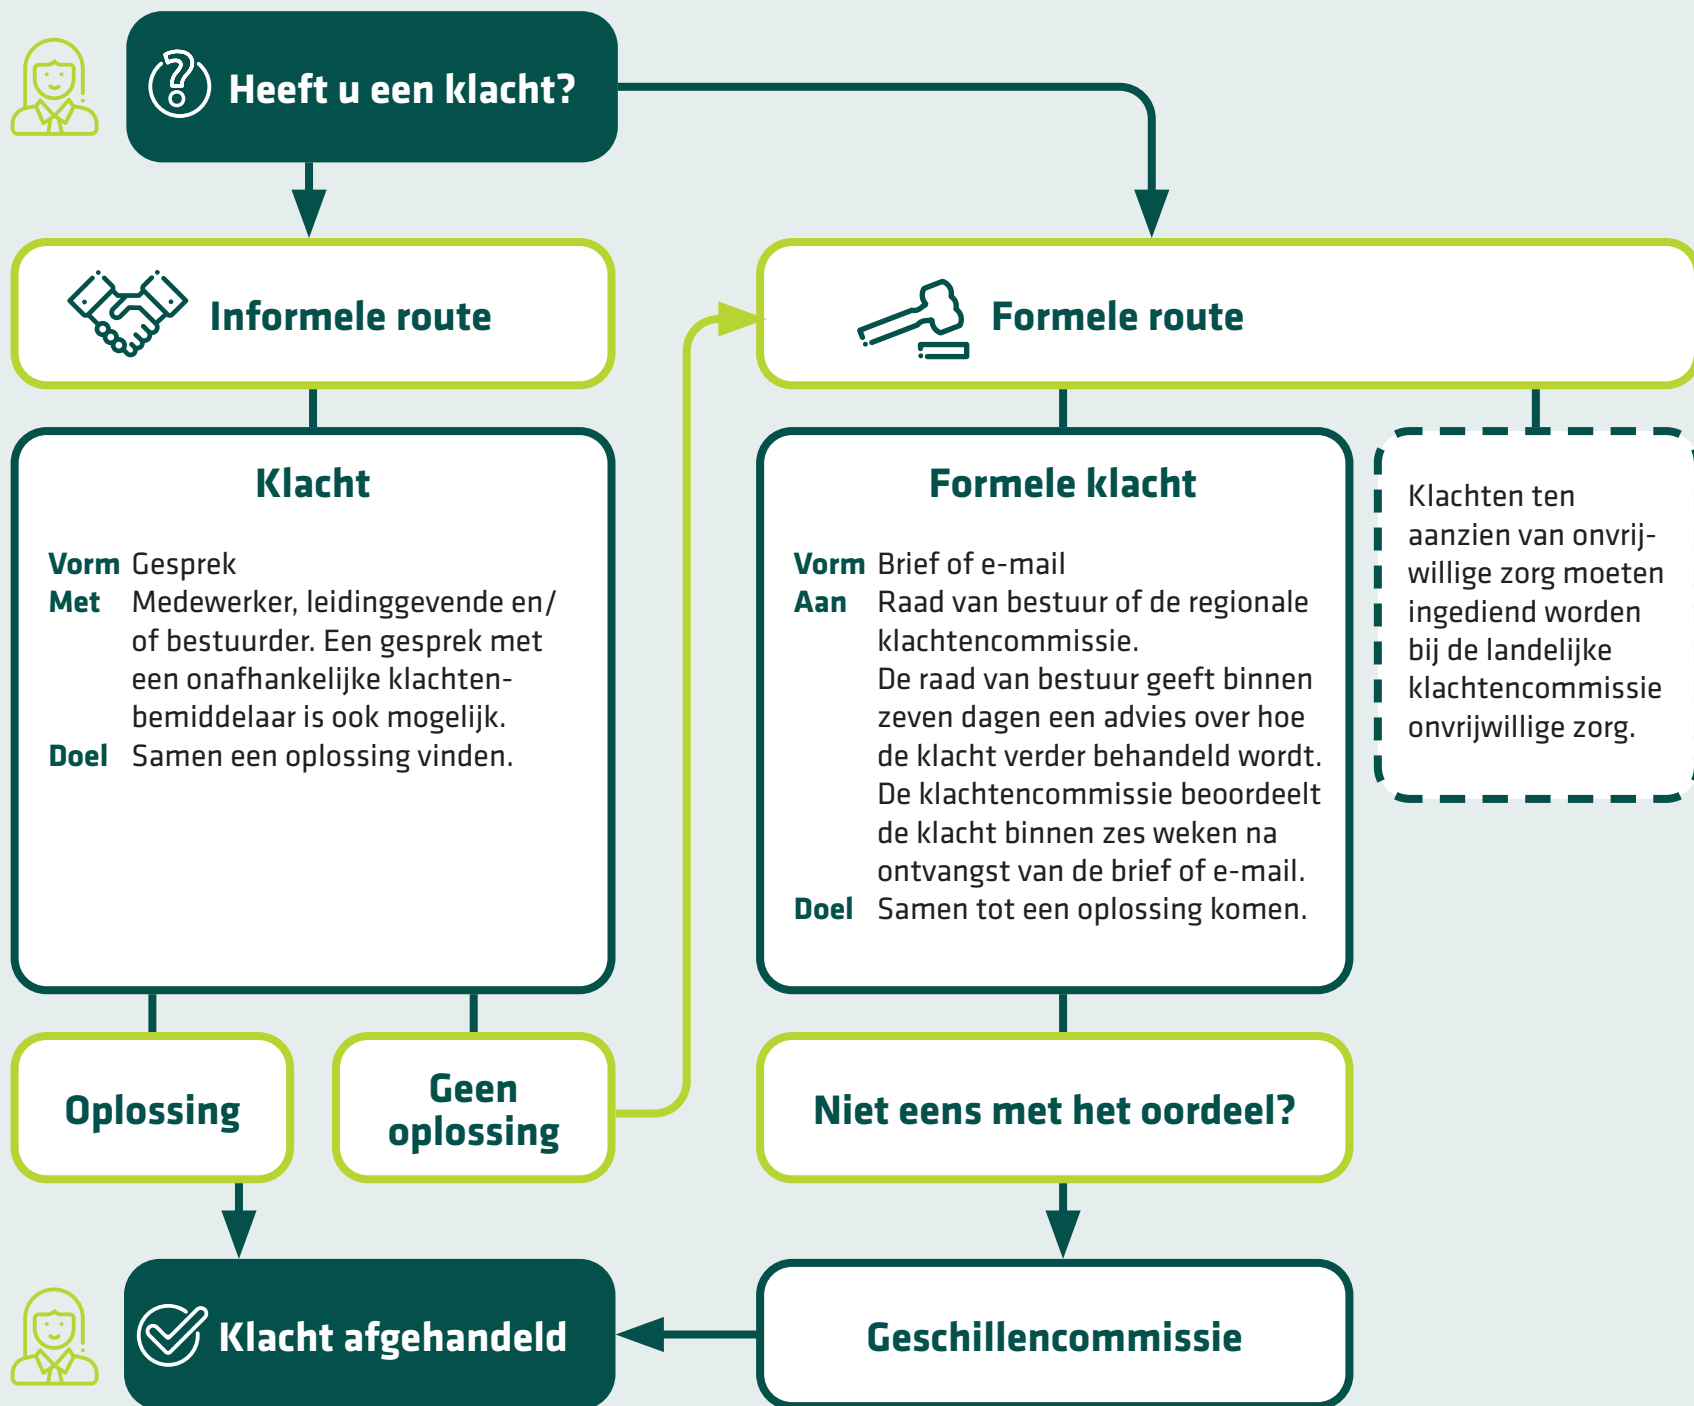 Heeft u een klacht?
Informele route
Klacht
Vorm Gesprek
Met Medewerker, leidinggevende en/
of bestuurder. Een gesprek met
een onafhankelijke klachten-
bemiddelaar is ook mogelijk.
Doel Samen een oplossing vinden.
Oplossing
Geen
oplossing
Formele route
Formele klacht
Vorm Brief of e-mail
Aan Raad van bestuur of de regionale
klachtencommissie.
De raad van bestuur geeft binnen
zeven dagen een advies over hoe
de klacht verder behandeld wordt.
De klachtencommissie beoordeelt
de klacht binnen zes weken na
ontvangst van de brief of e-mail.
Doel Samen tot een oplossing komen.
Klachten ten
aanzien van onvrij-
willige zorg moeten
ingediend worden
bij de landelijke
klachtencommissie
onvrijwillige zorg.
Niet eens met het oordeel?
Geschillencommissie
Klacht afgehandeld